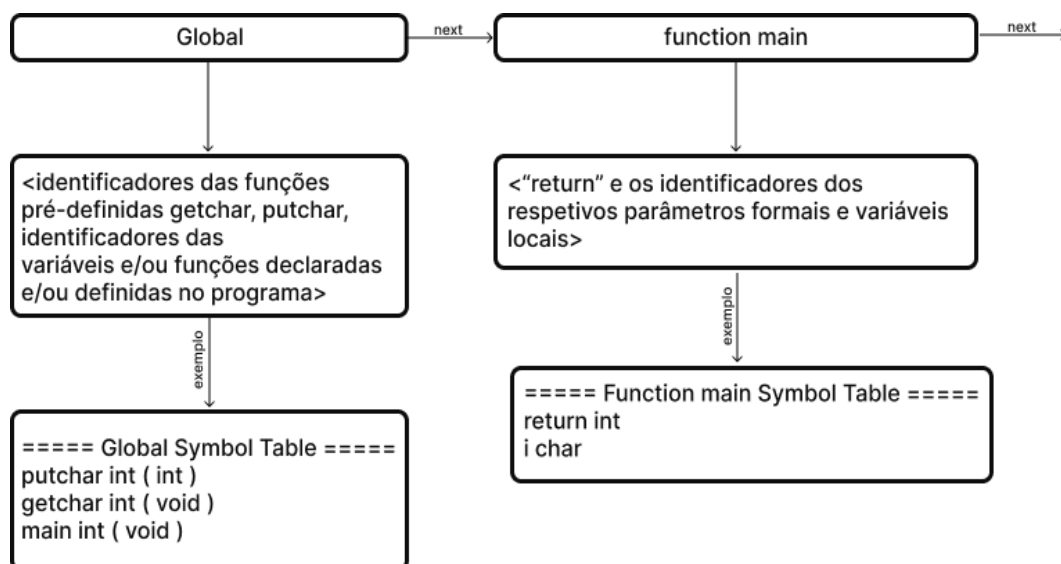 Global
next
function main
next
<identificadores das funções
pré-definidas getchar, putchar,
identificadores das
variáveis e/ou funções declaradas
e/ou definidas no programa>
<“return” e os identificadores dos
respetivos parâmetros formais e variáveis
locais>
exemplo
exemplo
===== Global Symbol Table =====
putchar int ( int )
getchar int ( void )
main int ( void )
===== Function main Symbol Table =====
return int
i char